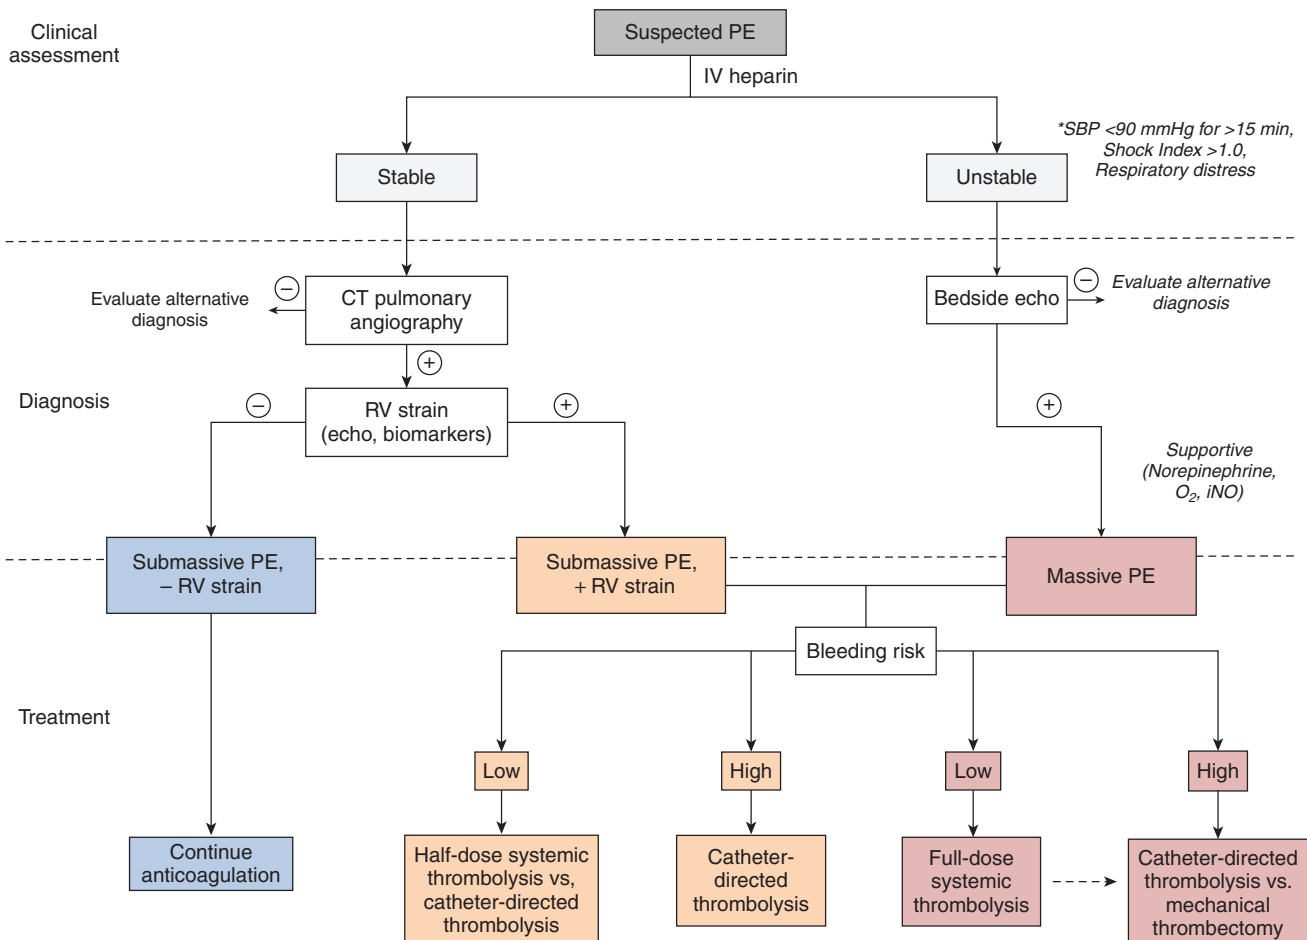 Clinical
assessment
Suspected PE
IV heparin
*SBP <90 mmHg for >15 min,
Shock Index >1.0,
Respiratory distress
Stable
Unstable
Evaluate alternative
diagnosis
−
CT pulmonary
angiography
+
Bedside echo
−
Evaluate alternative
diagnosis
Diagnosis
−
RV strain
(echo, biomarkers)
+
+
Supportive
(Norepinephrine,
O₂, iNO)
Submassive PE,
− RV strain
Submassive PE,
+ RV strain
Massive PE
Bleeding risk
Treatment
Low
High
Low
High
Continue
anticoagulation
Half-dose systemic
thrombolysis vs,
catheter-directed
thrombolysis
Catheter-
directed
thrombolysis
Full-dose
systemic
thrombolysis
Catheter-directed
thrombolysis vs.
mechanical
thrombectomy